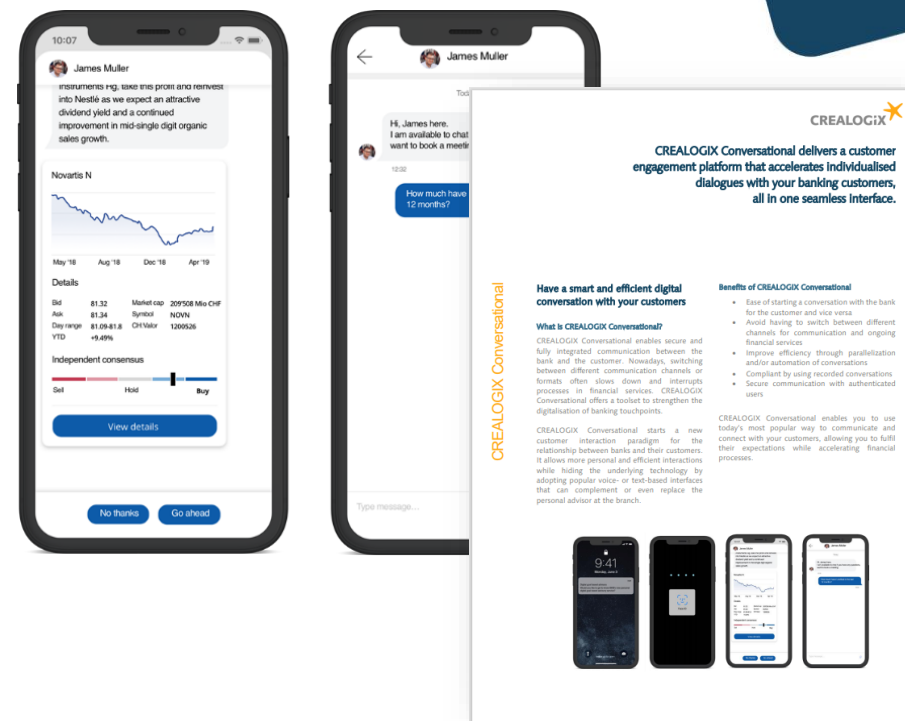 10:07
James Muller
Instruments Hg, take this profit and reinvest
into Nestlé as we expect an attractive
dividend yield and a continued
improvement in mid-single digit organic
sales growth.
Novartis N
May '18 Aug '18 Dec '18 Apr '19
Details
Bid 81.32 Market cap 209'508 Mio CHF
Ask 81.34 Symbol NOVN
Day range 81.09-81.8 CH Valor 1200526
YTD +9.49%
Independent consensus
Sell Hold Buy
View details
No thanks Go ahead
James Muller
Hi, James here.
I am available to chat
want to book a
12:32
How much have
12 months?
Type message...
CREALOGIX
CREALOGIX Conversational delivers a customer
engagement platform that accelerates individualised
dialogues with your banking customers,
all in one seamless interface.
CREALOGIX Conversational
Have a smart and efficient digital
conversation with your customers
What is CREALOGIX Conversational?
CREALOGIX Conversational enables secure and
fully integrated communication between the
bank and the customer. Nowadays, switching
between different communication channels or
formats often slows down and interrupts
processes in financial services. CREALOGIX
Conversational offers a toolset to strengthen the
digitalisation of banking touchpoints.
CREALOGIX Conversational starts a new
customer interaction paradigm for the
relationship between banks and their customers.
It allows more personal and efficient interactions
while hiding the underlying technology by
adopting popular voice- or text-based interfaces
that can complement or even replace the
personal advisor at the branch.
Benefits of CREALOGIX Conversational
• Ease of starting a conversation with the bank
for the customer and vice versa
• Avoid having to switch between different
channels for communication and ongoing
financial services
• Improve efficiency through parallelization
and/or automation of conversations
• Compliant by using recorded conversations
• Secure communication with authenticated
users
CREALOGIX Conversational enables you to use
today's most popular way to communicate and
connect with your customers, allowing you to fulfil
their expectations while accelerating financial
processes.
9:41